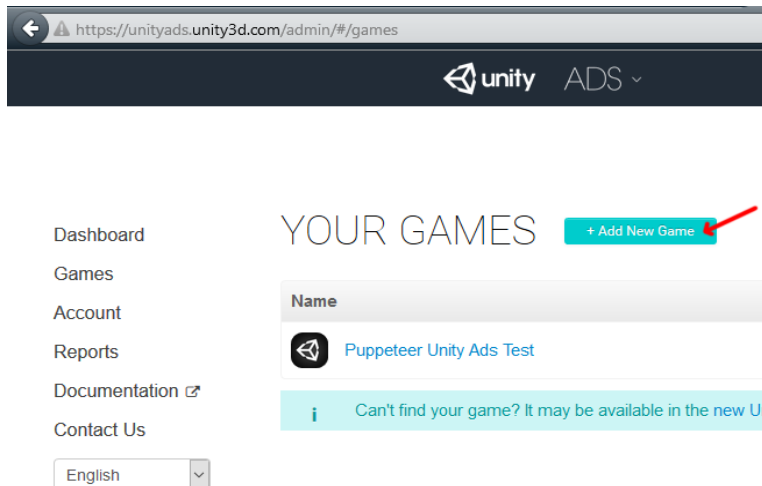 https://unityads.unity3d.com/admin/#/games
unity ADS
YOUR GAMES
+ Add New Game
Dashboard
Games
Account
Reports
Documentation
Contact Us
English
Name
Puppeteer Unity Ads Test
i Can't find your game? It may be available in the new U